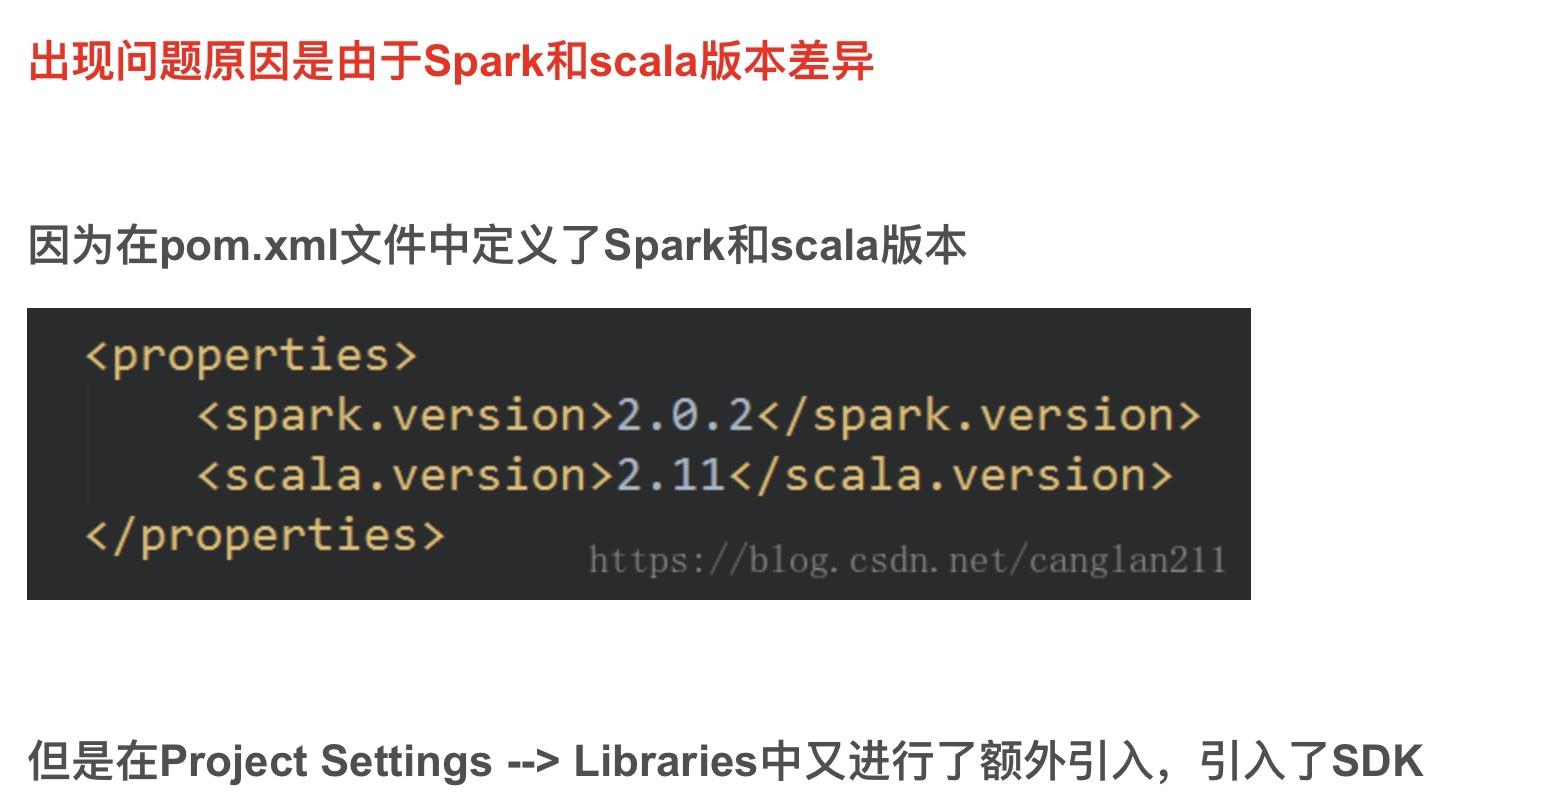 出现问题原因是由于Spark和scala版本差异
因为在pom.xml文件中定义了Spark和scala版本
<properties>
<spark.version>2.0.2</spark.version>
<scala.version>2.11</scala.version>
</properties>
https://blog.csdn.net/canglan211
但是在Project Settings --> Libraries中又进行了额外引入，引入了SDK